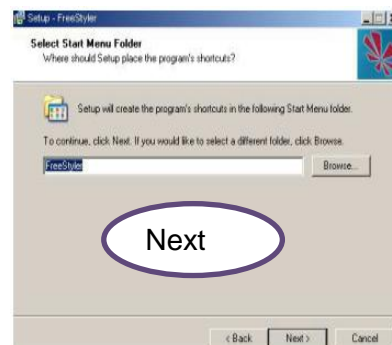 Setup - FreeStyler
Select Start Menu Folder
Where should Setup place the program's shortcuts?
Setup will create the program's shortcuts in the following Start Menu folder.
To continue, click Next. If you would like to select a different folder, click Browse.
FreeStyler
Browse...
Next
< Back
Next >
Cancel